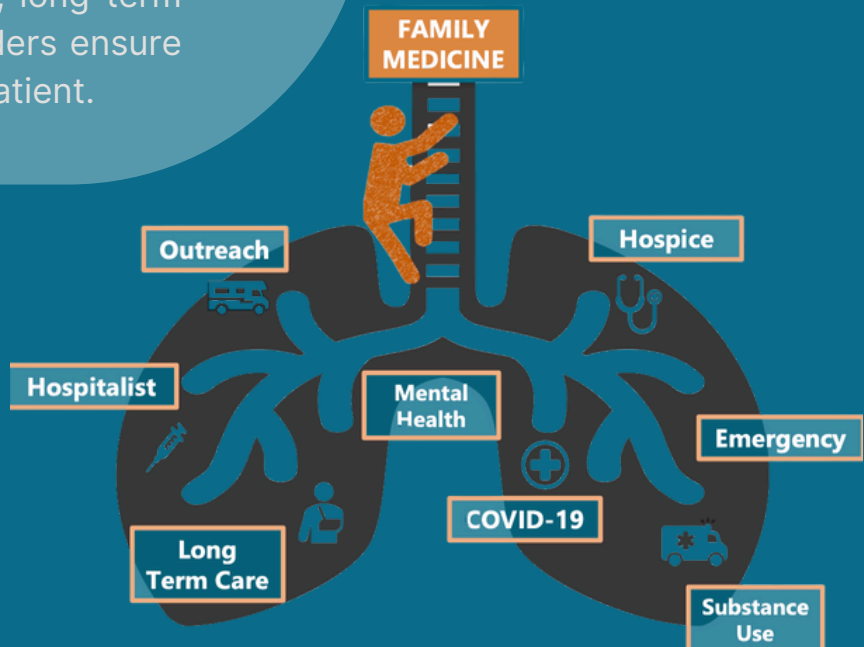 long term
ders ensure
atient.
FAMILY
MEDICINE
Outreach
Hospice
Hospitalist
Mental
Health
Emergency
COVID-19
Long
Term Care
Substance
Use